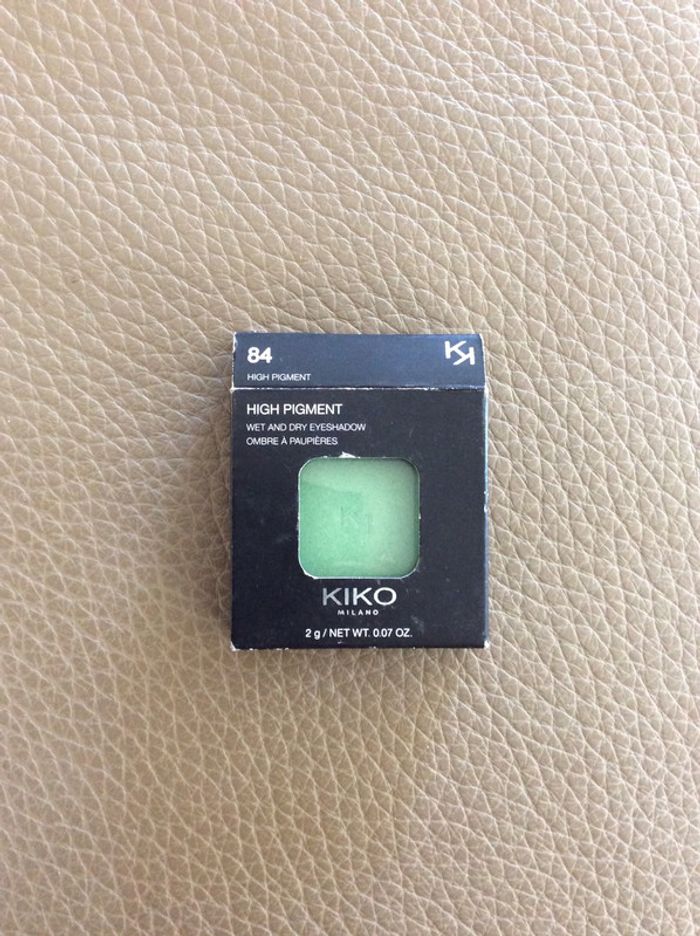 84
HIGH PIGMENT
HIGH PIGMENT
WET AND DRY EYESHADOW
OMBRE À PAUPIÈRES
KIKO
MILANO
2 g / NET WT. 0.07 OZ.